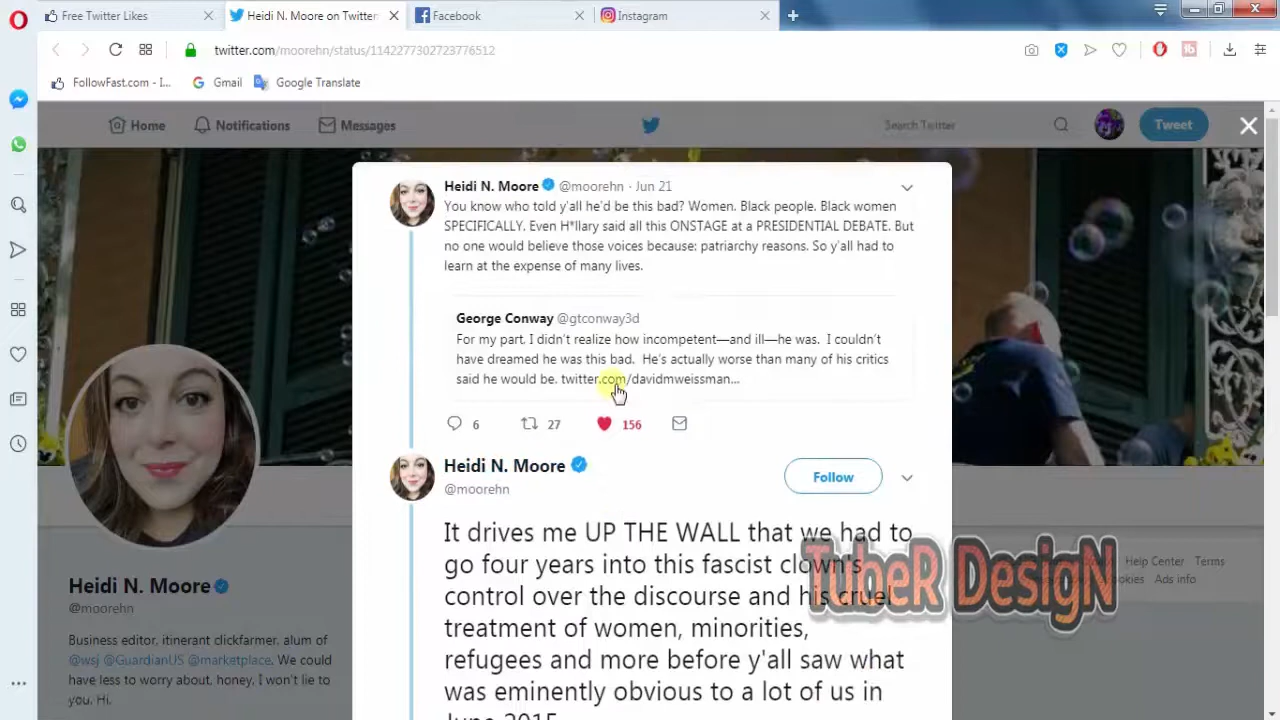 Free Twitter Likes
Heidi N. Moore on Twitter:
Facebook
Instagram
twitter.com/moorehn/status/1142277302723776512
FollowFast.com - I...
Gmail
Google Translate
Home
Notifications
Messages
Search Twitter
Tweet
Heidi N. Moore @moorehn · Jun 21
You know who told y'all he'd be this bad? Women. Black people. Black women
SPECIFICALLY. Even H*llary said all this ONSTAGE at a PRESIDENTIAL DEBATE. But
no one would believe those voices because: patriarchy reasons. So y'all had to
learn at the expense of many lives.
George Conway @gtconway3d
For my part, I didn't realize how incompetent—and ill—he was. I couldn't
have dreamed he was this bad. He's actually worse than many of his critics
said he would be. twitter.com/davidmweissman...
6
27
156
Heidi N. Moore
@moorehn
Follow
It drives me UP THE WALL that we had to
go four years into this fascist clown's
control over the discourse and his cruel
treatment of women, minorities,
refugees and more before y'all saw what
was eminently obvious to a lot of us in
June 2015
Heidi N. Moore
@moorehn
Business editor, itinerant clickfarmer, alum of
@wsj @GuardianUS @marketplace. We could
have less to worry about, honey, I won't lie to
you. Hi.
TubeR DesigN
Help Center Terms
Cookies Ads info